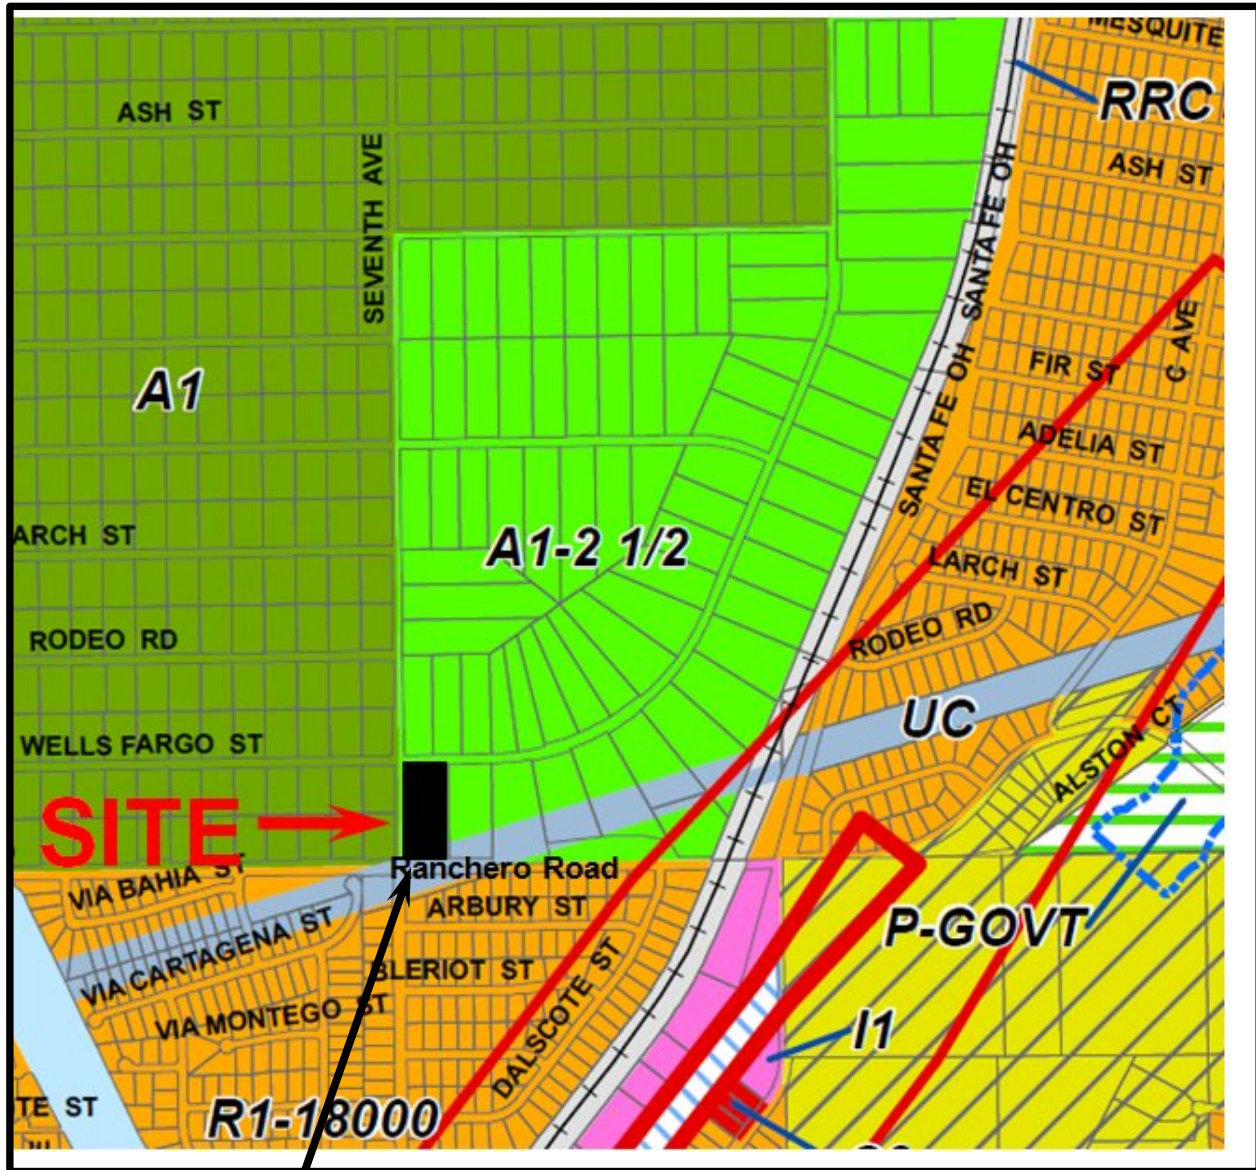 MESQUITE
RRC
ASH ST
SEVENTH AVE
ASH ST
SANTA FE OH
SANTA FE OH
C AVE
FIR ST
A1
ADELIA ST
EL CENTRO ST
ARCH ST
A1-2 1/2
LARCH ST
RODEO RD
RODEO RD
UC
WELLS FARGO ST
ALSTON CT
SITE
Ranchero Road
VIA BAHIA ST
ARBURY ST
P-GOVT
VIA CARTAGENA ST
BLERIOT ST
VIA MONTEGO ST
DALSCOTE ST
I1
TE ST
R1-18000